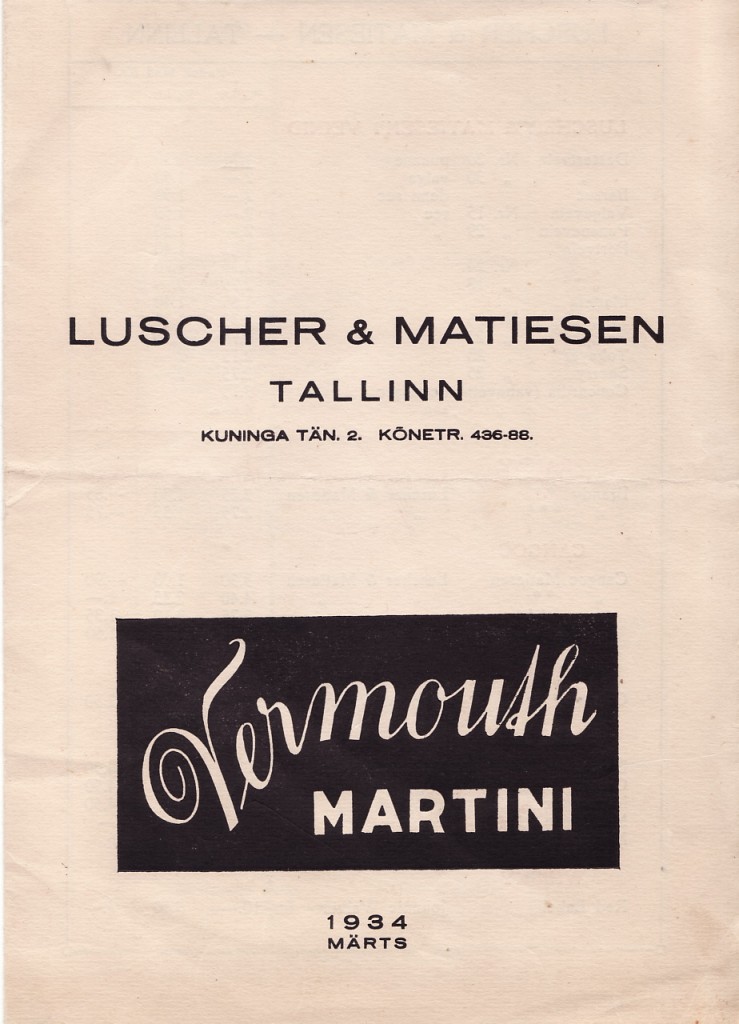 LUSCHER & MATIESEN
TALLINN
KUNINGA TÄN. 2. KÕNETR. 436-88.
Vermouth
MARTINI
1934
MÄRTS